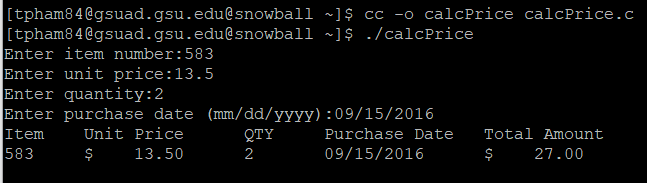 [tpham84@gsuad.gsu.edu@snowball ~]$ cc -o calcPrice calcPrice.c
[tpham84@gsuad.gsu.edu@snowball ~]$ ./calcPrice
Enter item number:583
Enter unit price:13.5
Enter quantity:2
Enter purchase date (mm/dd/yyyy):09/15/2016
Item    Unit Price      QTY     Purchase Date   Total Amount
583     $    13.50      2       09/15/2016      $    27.00